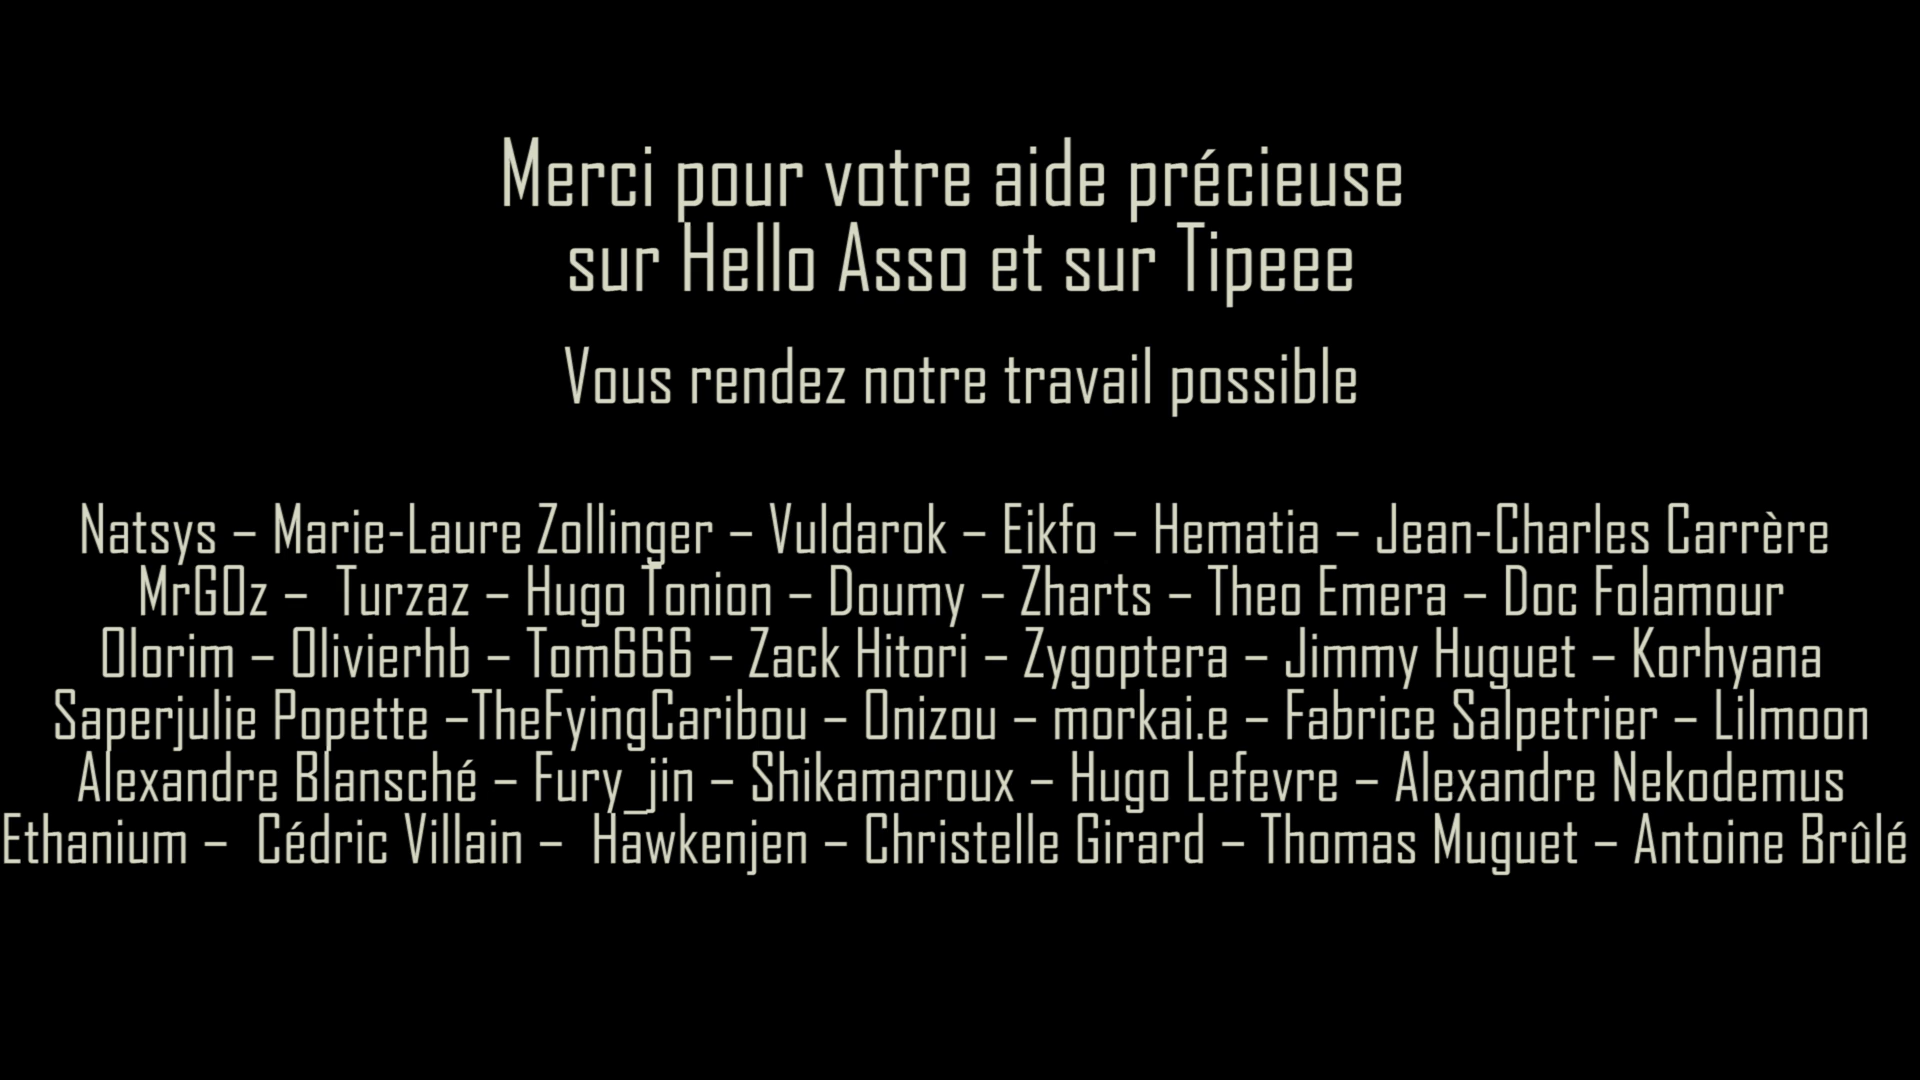 Merci pour votre aide précieuse
sur Hello Asso et sur Tipeee
Vous rendez notre travail possible
Natsys – Marie-Laure Zollinger – Vuldarok – Eikfo – Hematia – Jean-Charles Carrère
MrGOz – Turzaz – Hugo Tonion – Doumy – Zharts – Theo Emera – Doc Folamour
Olorim – Olivierhb – Tom666 – Zack Hitori – Zygoptera – Jimmy Huguet – Korhyana
Saperjulie Popette –TheFyingCaribou – Onizou – morkai.e – Fabrice Salpetrier – Lilmoon
Alexandre Blansché – Fury_jin – Shikamaroux – Hugo Lefevre – Alexandre Nekodemus
Ethanium – Cédric Villain – Hawkenjen – Christelle Girard – Thomas Muguet – Antoine Brûlé